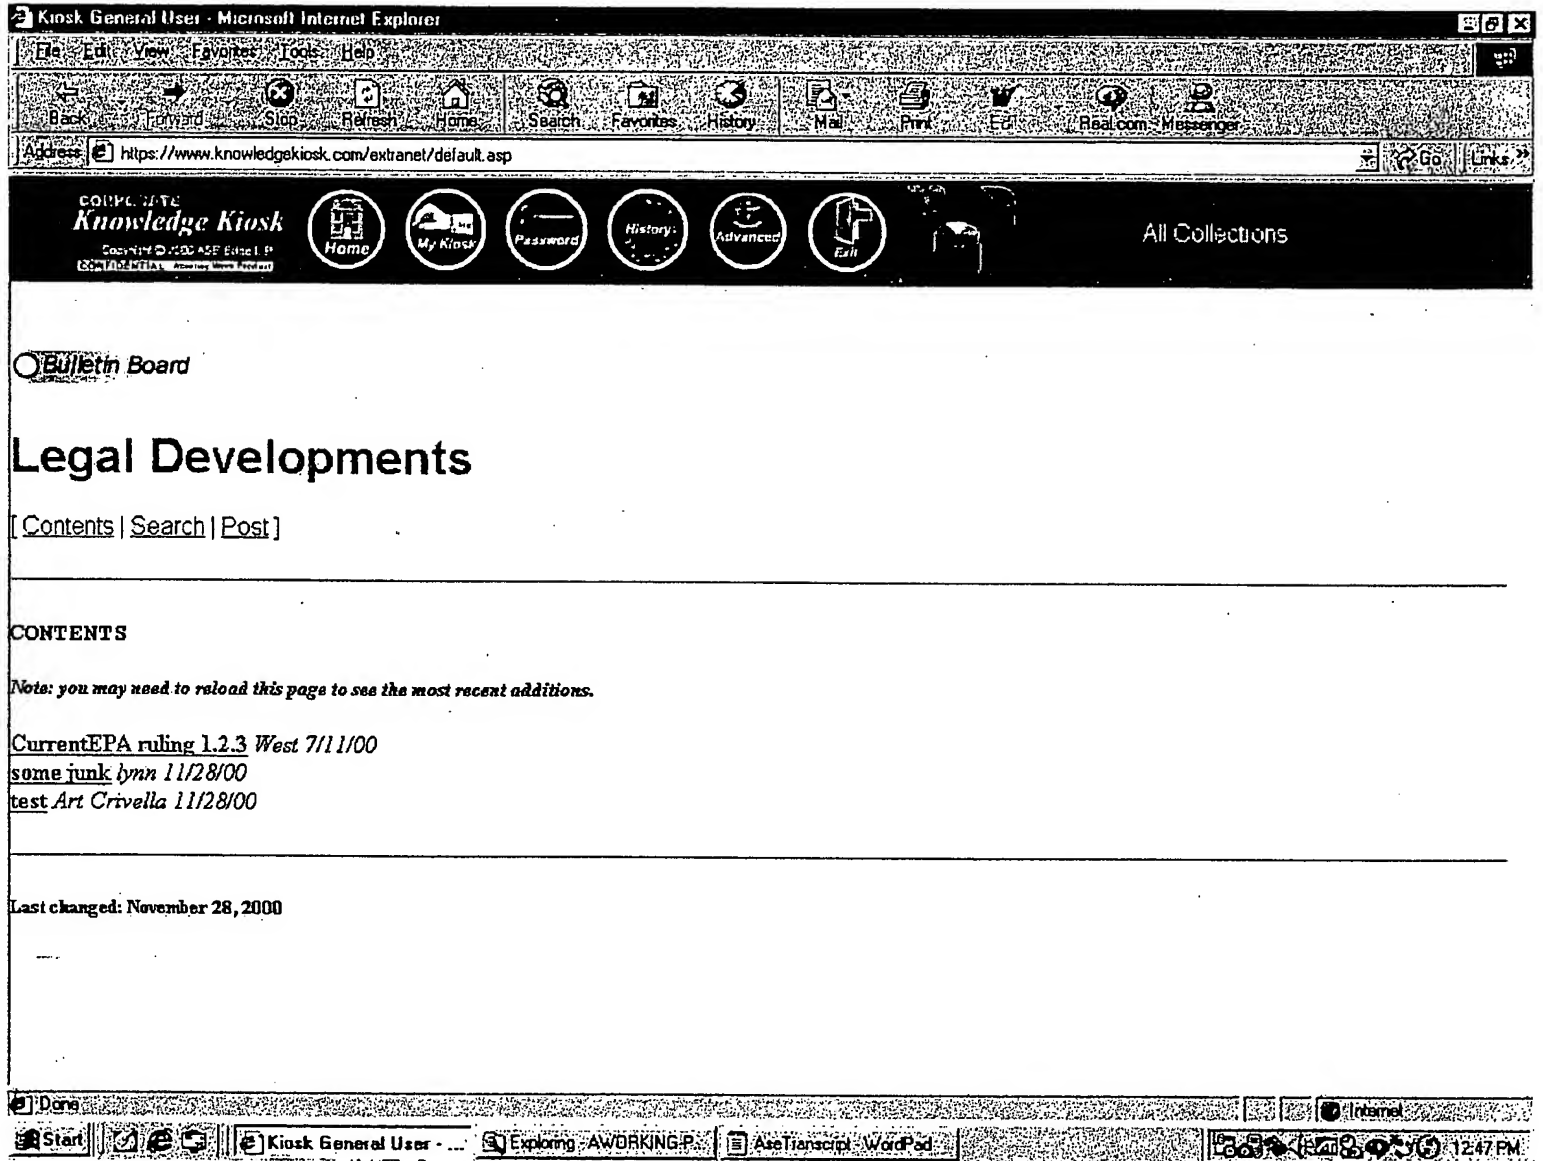 Kiosk General User - Microsoft Internet Explorer
File Edit View Favorites Tools Help
Back Forward Stop Refresh Home Search Favorites History Mail Print Edit Real.com Messenger
Address https://www.knowledgekiosk.com/extranet/default.asp Go Links »
CORPORATE
Knowledge Kiosk
CONFIDENTIAL Attorney Work Product
Home My Kiosk Password History Advanced Exit
All Collections
Bulletin Board
Legal Developments
[ Contents | Search | Post ]
CONTENTS
Note: you may need to reload this page to see the most recent additions.
CurrentEPA ruling 1.2.3 West 7/11/00
some junk lynn 11/28/00
test Art Crivella 11/28/00
Last changed: November 28, 2000
Done Internet
Start Kiosk General User - ... Exploring - AWORKING-P... AseTranscript - WordPad 12:47 PM